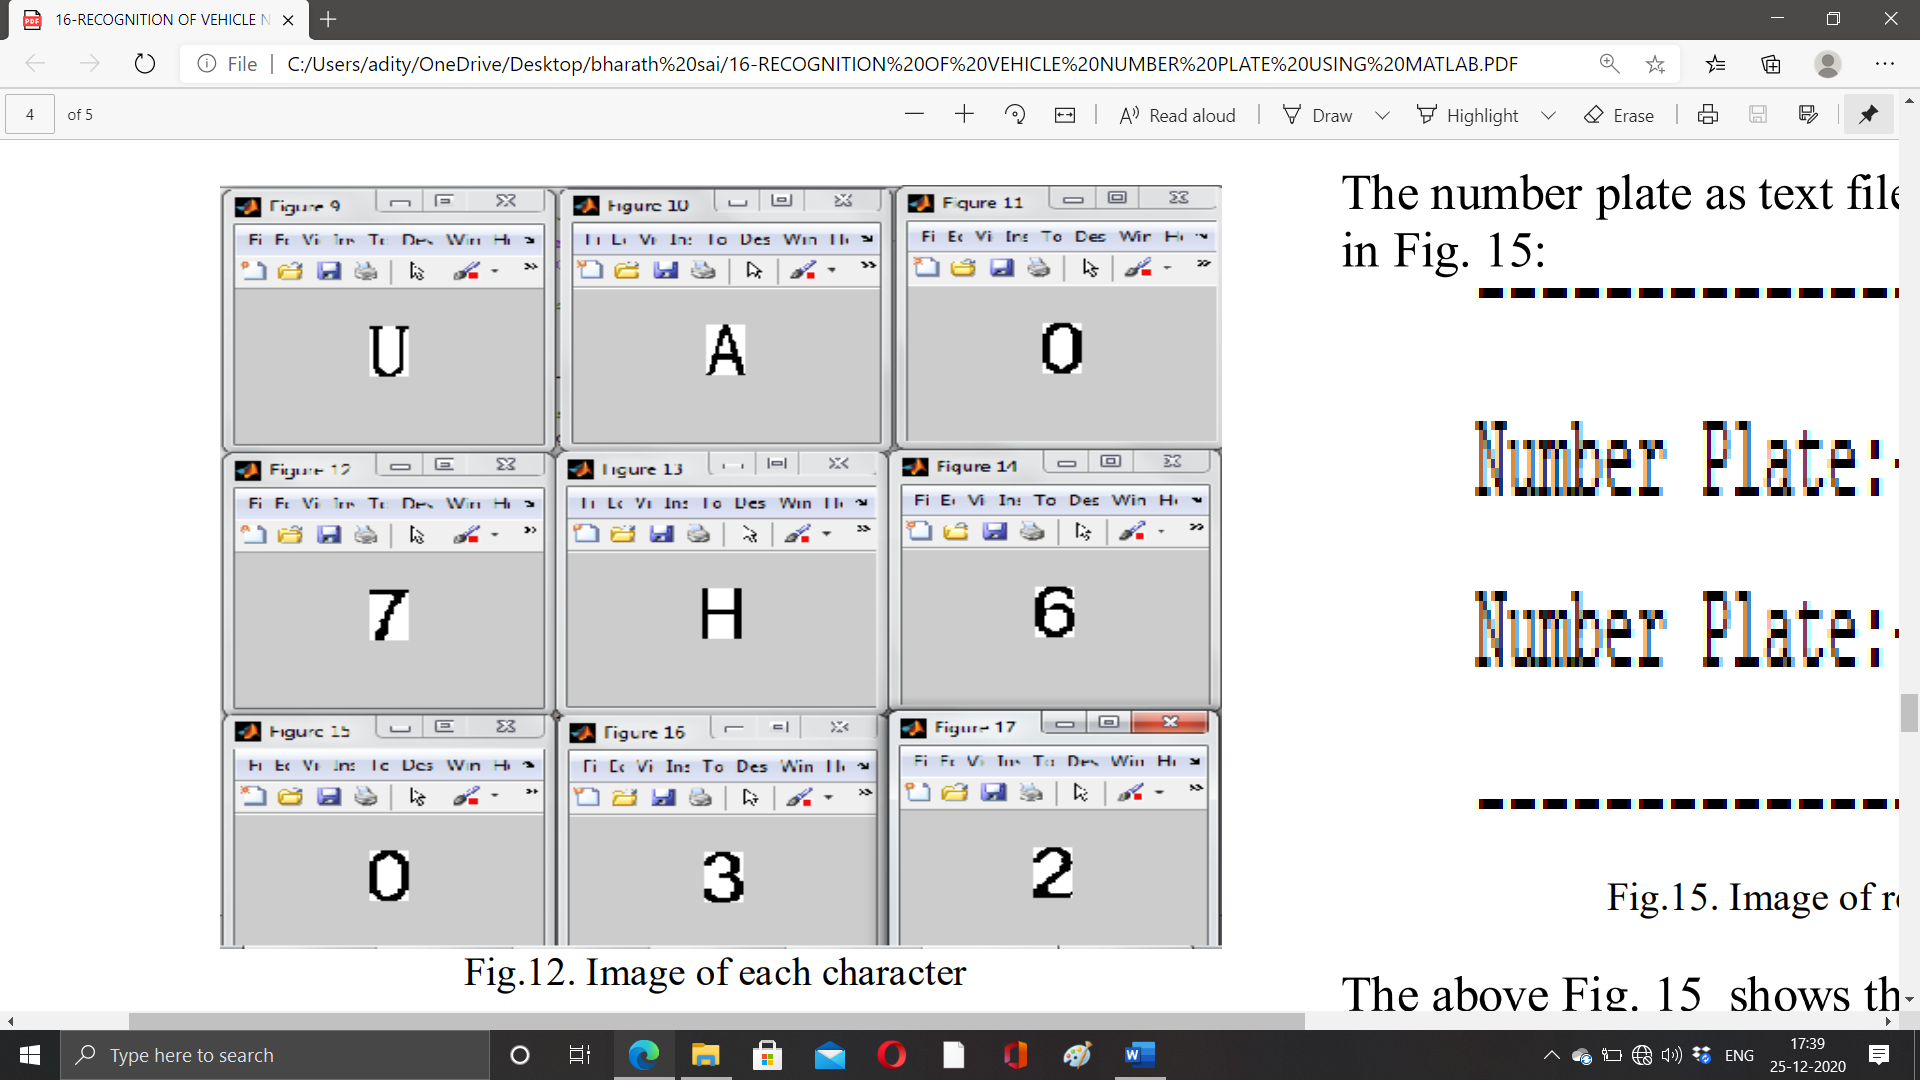 16-RECOGNITION OF VEHICLE N
File
C:/Users/adity/OneDrive/Desktop/bharath%20sai/16-RECOGNITION%20OF%20VEHICLE%20NUMBER%20PLATE%20USING%20MATLAB.PDF
4 of 5
Read aloud
Draw
Highlight
Erase
Figure 9
Figure 10
Figure 11
U
A
0
Figure 12
Figure 13
Figure 14
7
H
6
Figure 15
Figure 16
Figure 17
0
3
2
Fig.12. Image of each character
The number plate as text file
in Fig. 15:
Number Plate:-
Number Plate:-
Fig.15. Image of re
The above Fig. 15 shows th
Type here to search
ENG
17:39
25-12-2020